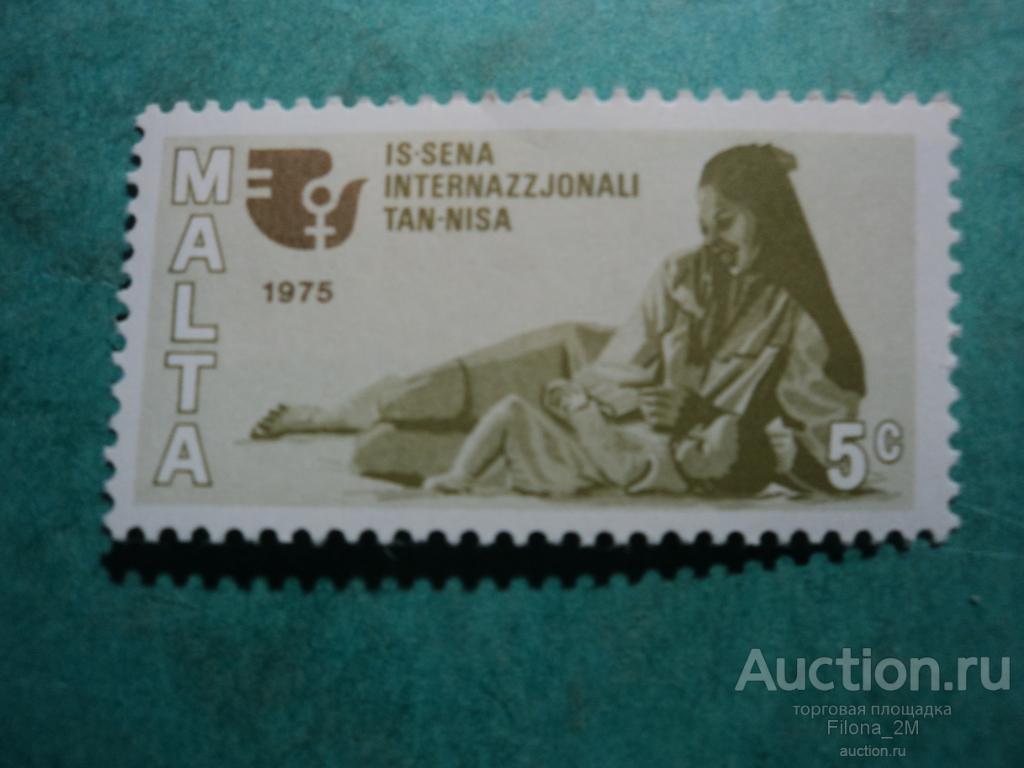 MALTA
IS-SENA
INTERNAZZJONALI
TAN-NISA
1975
5c
Auction.ru
торговая площадка
Filona_2M
auction.ru